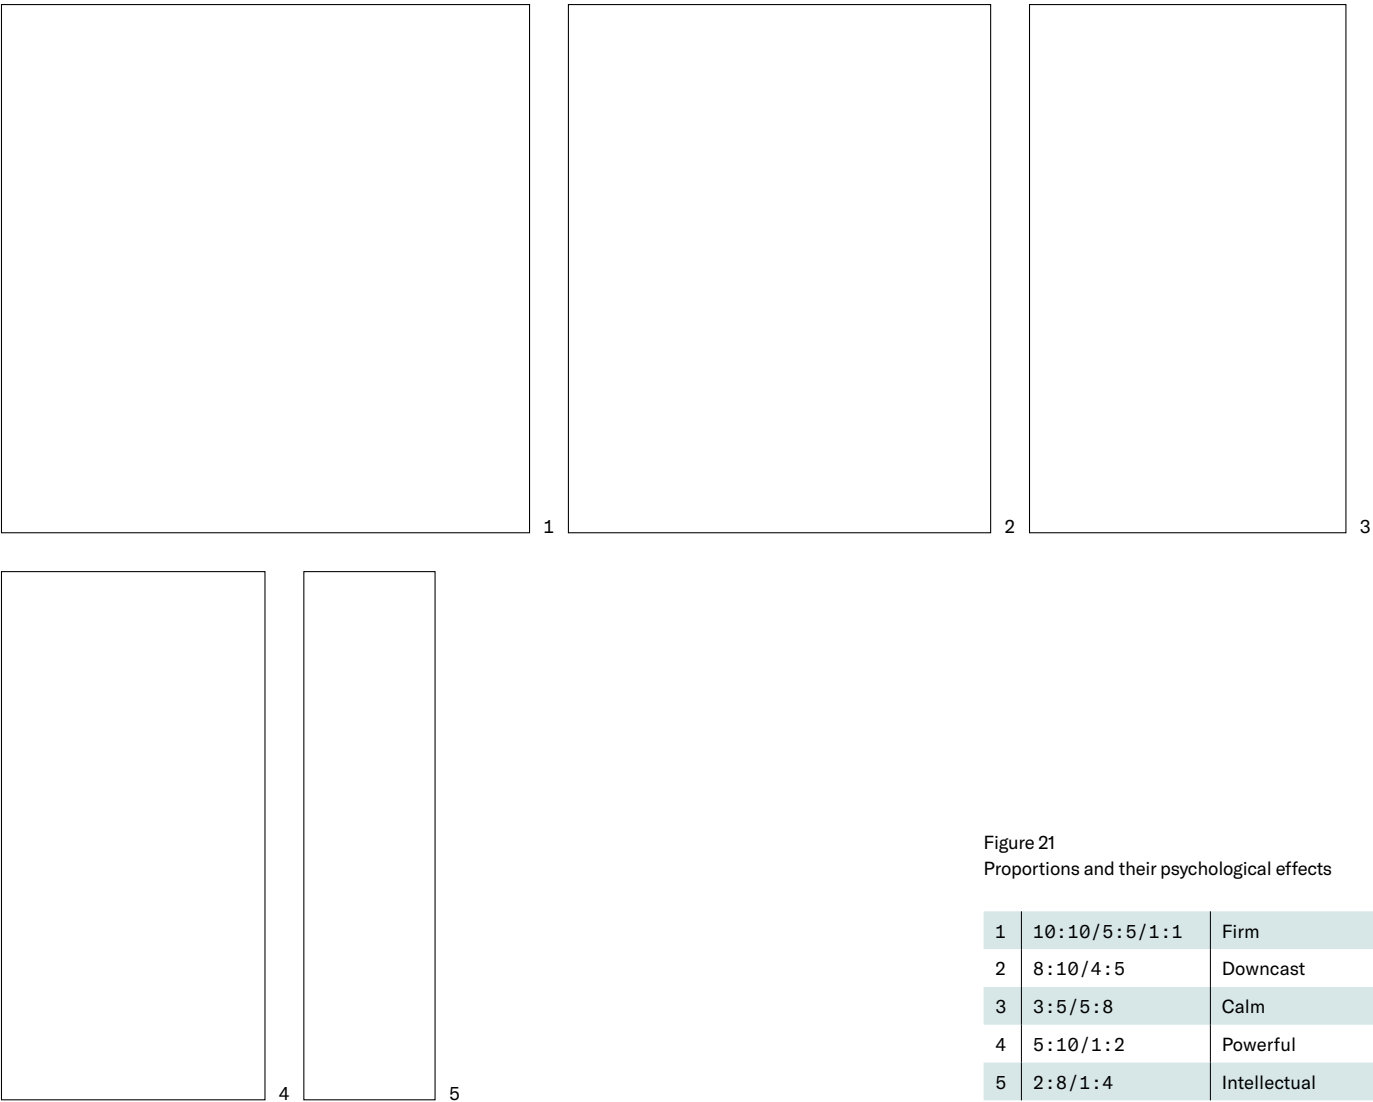 1
2
3
4
5
Figure 21
Proportions and their psychological effects
1 10:10/5:5/1:1 Firm
2 8:10/4:5 Downcast
3 3:5/5:8 Calm
4 5:10/1:2 Powerful
5 2:8/1:4 Intellectual